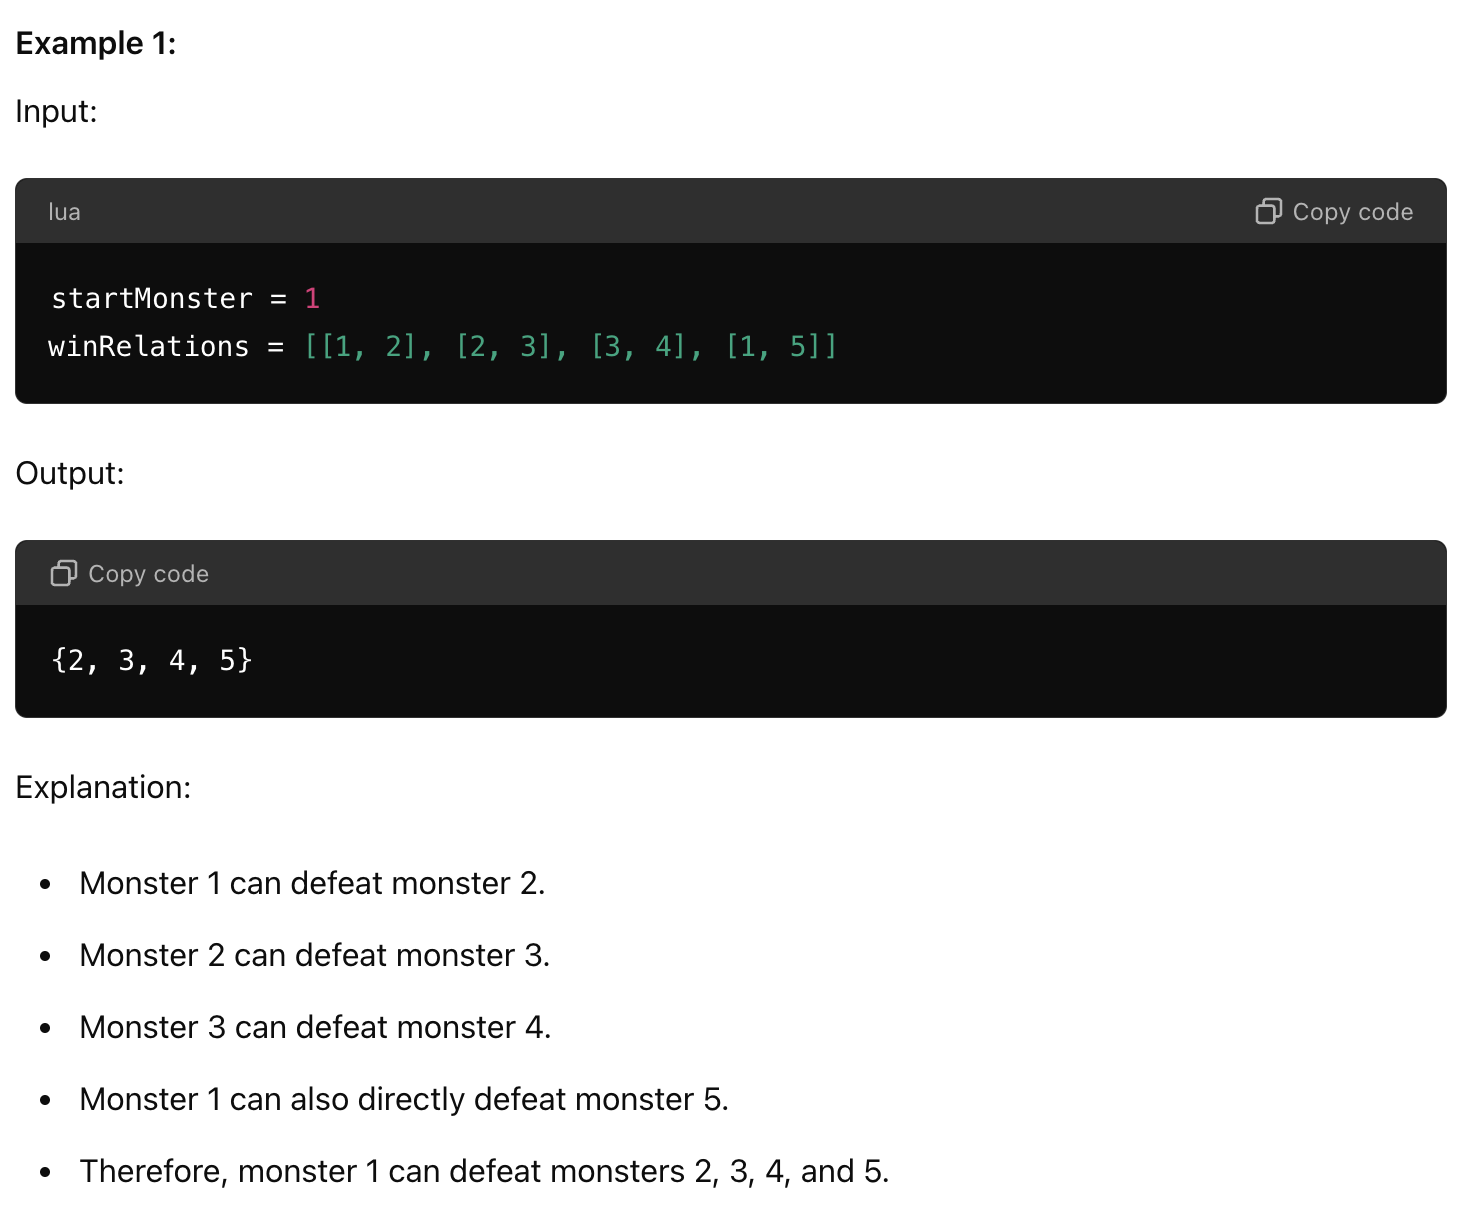 Example 1:
Input:
lua
Copy code
startMonster = 1
winRelations = [[1, 2], [2, 3], [3, 4], [1, 5]]
Output:
Copy code
{2, 3, 4, 5}
Explanation:
• Monster 1 can defeat monster 2.
• Monster 2 can defeat monster 3.
• Monster 3 can defeat monster 4.
• Monster 1 can also directly defeat monster 5.
• Therefore, monster 1 can defeat monsters 2, 3, 4, and 5.